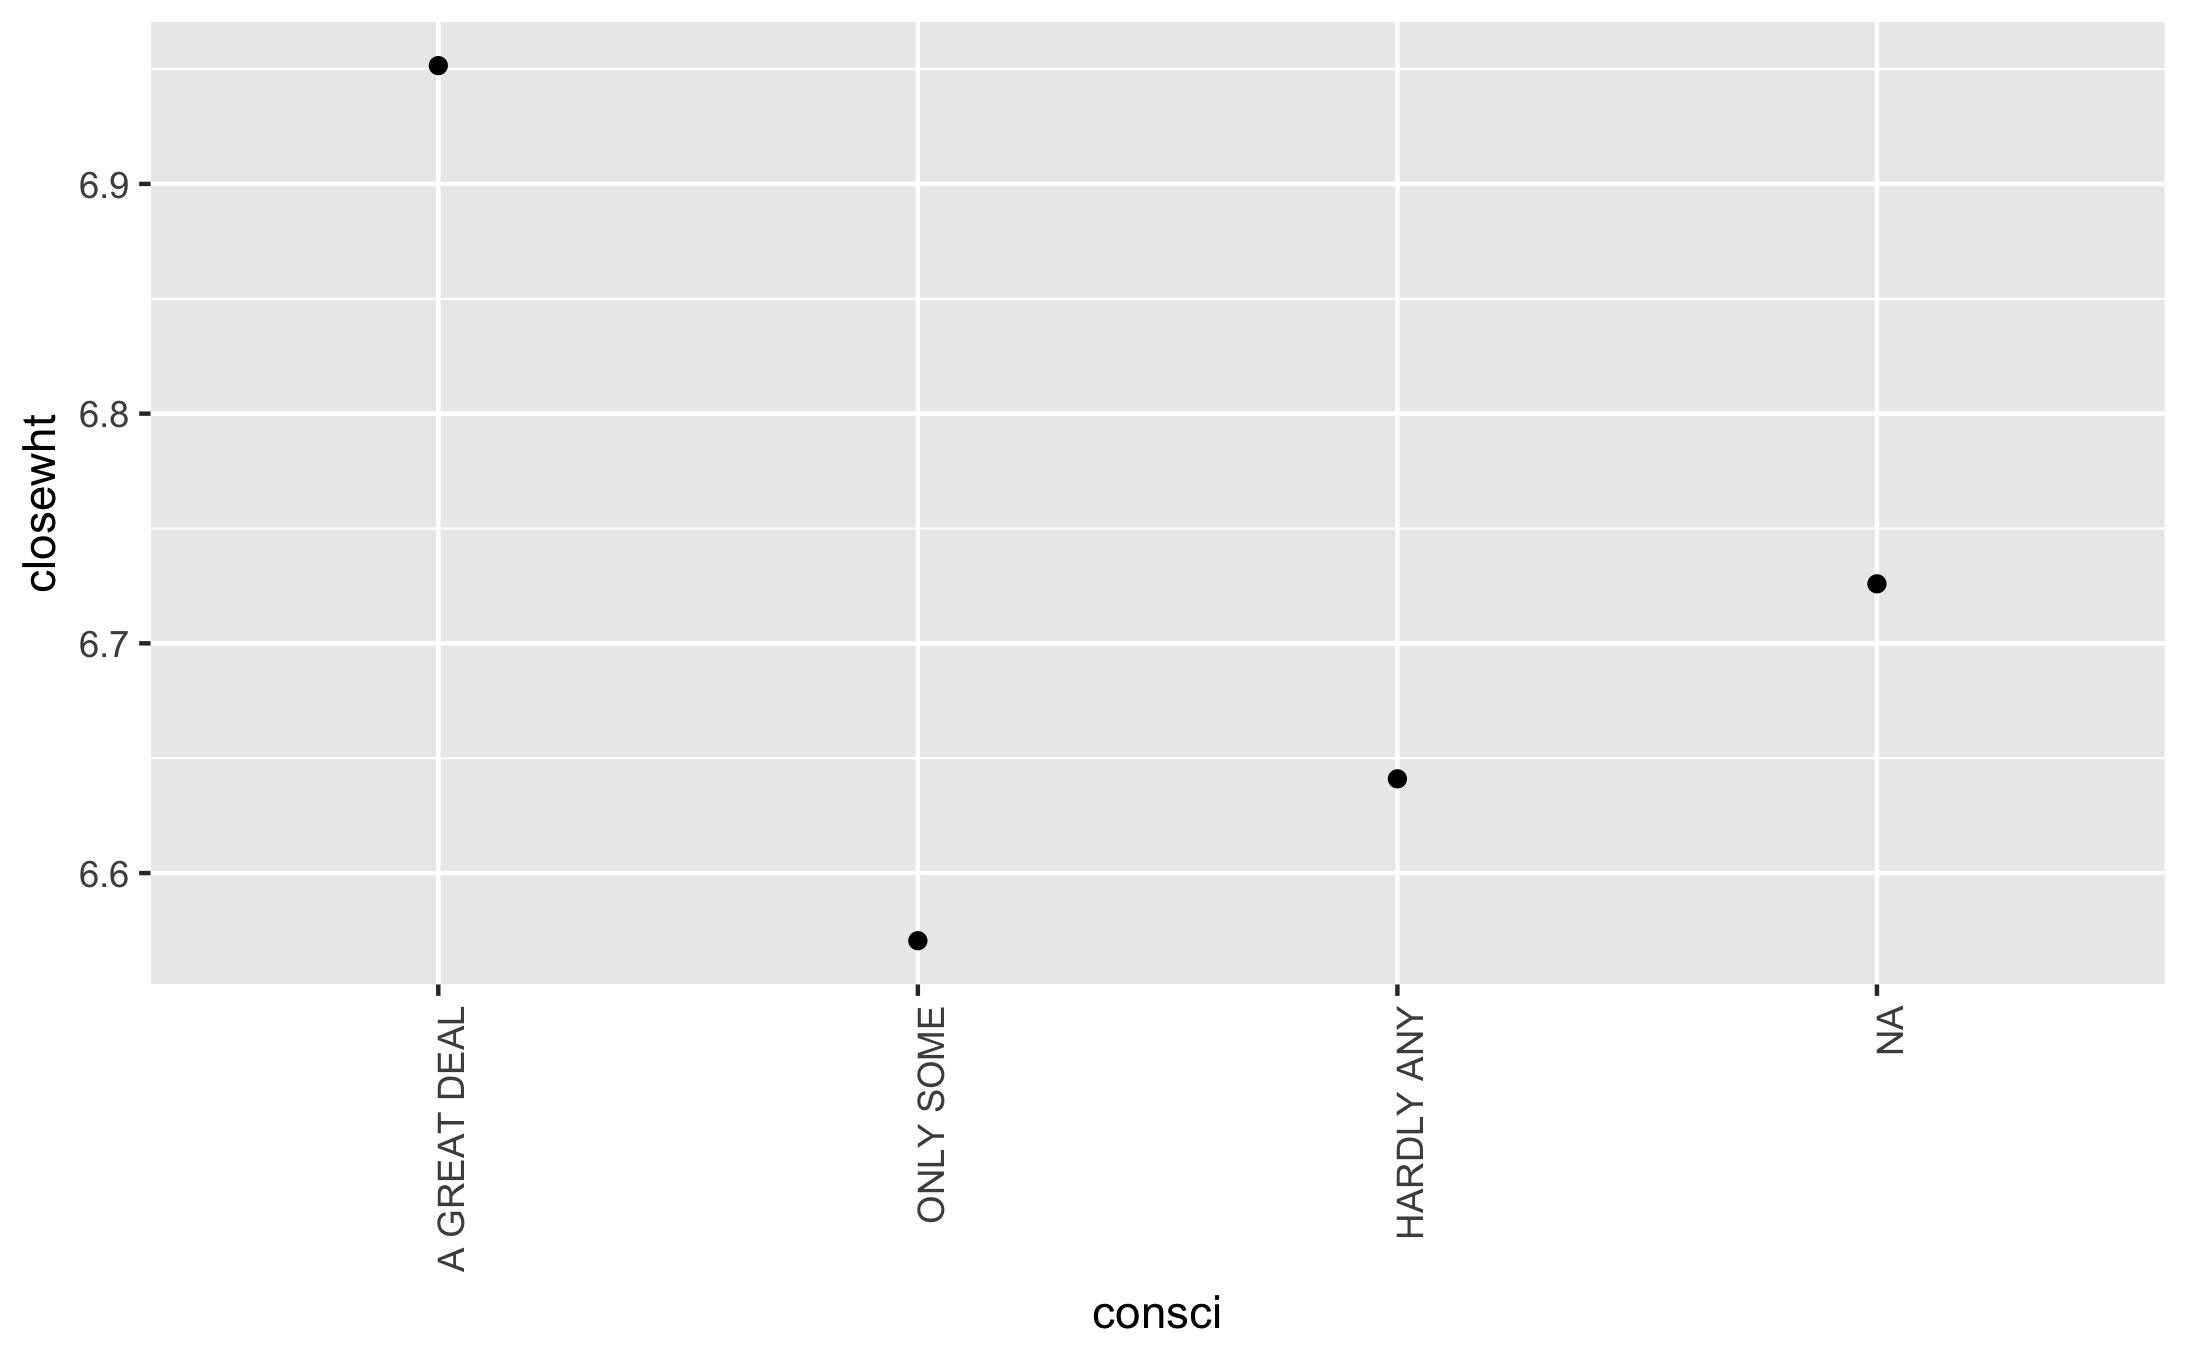 closewht
6.9
6.8
6.7
6.6
A GREAT DEAL
ONLY SOME
HARDLY ANY
NA
consci